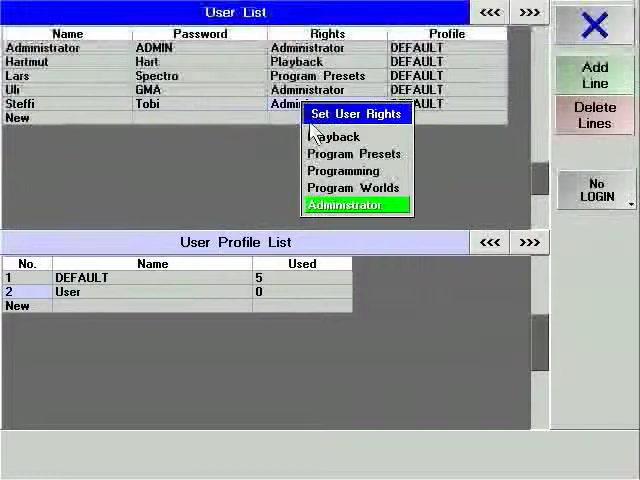 User List <<< >>>
Name Password Rights Profile
Administrator ADMIN Administrator DEFAULT
Hartmut Hart Playback DEFAULT
Lars Spectro Program Presets DEFAULT
Uli GMA Administrator DEFAULT
Steffi Tobi
New
Set User Rights
Program Presets
Programming
Program Worlds
Administrator
Add
Line
Delete
Lines
No
LOGIN
User Profile List <<< >>>
No. Name Used
1 DEFAULT 5
2 User 0
New